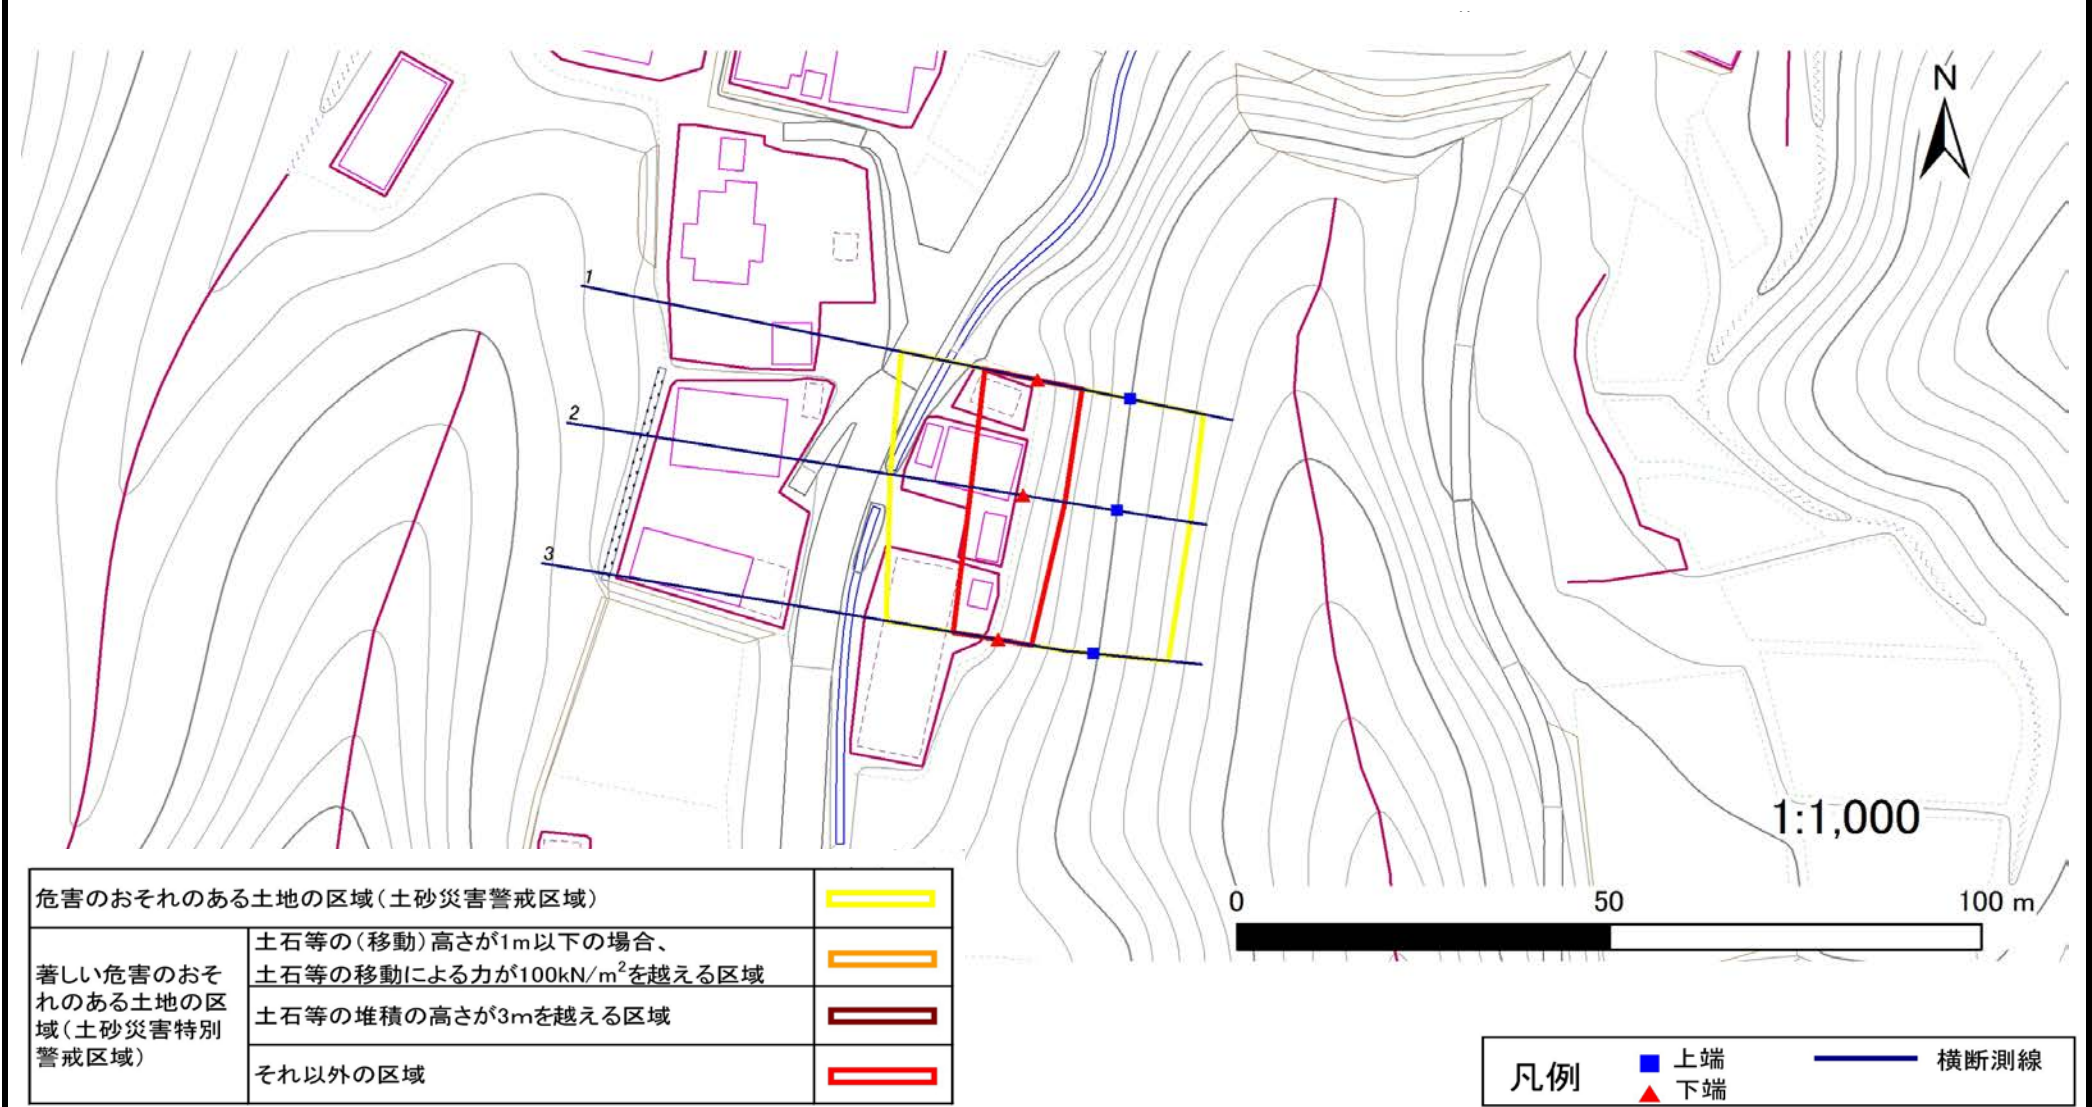 N
1
2
3
1:1,000
0 50 100 m
危害のおそれのある土地の区域(土砂災害警戒区域)
著しい危害のおそ
れのある土地の区
域(土砂災害特別
警戒区域)
土石等の(移動)高さが1m以下の場合、
土石等の移動による力が100kN/m²を越える区域
土石等の堆積の高さが3mを越える区域
それ以外の区域
凡例
上端
下端
横断測線